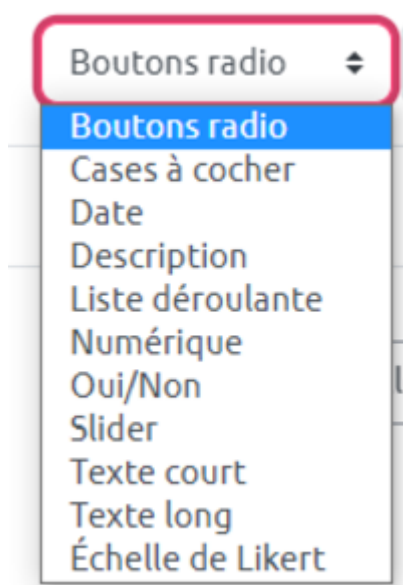 Boutons radio
Boutons radio
Cases à cocher
Date
Description
Liste déroulante
Numérique
Oui/Non
Slider
Texte court
Texte long
Échelle de Likert